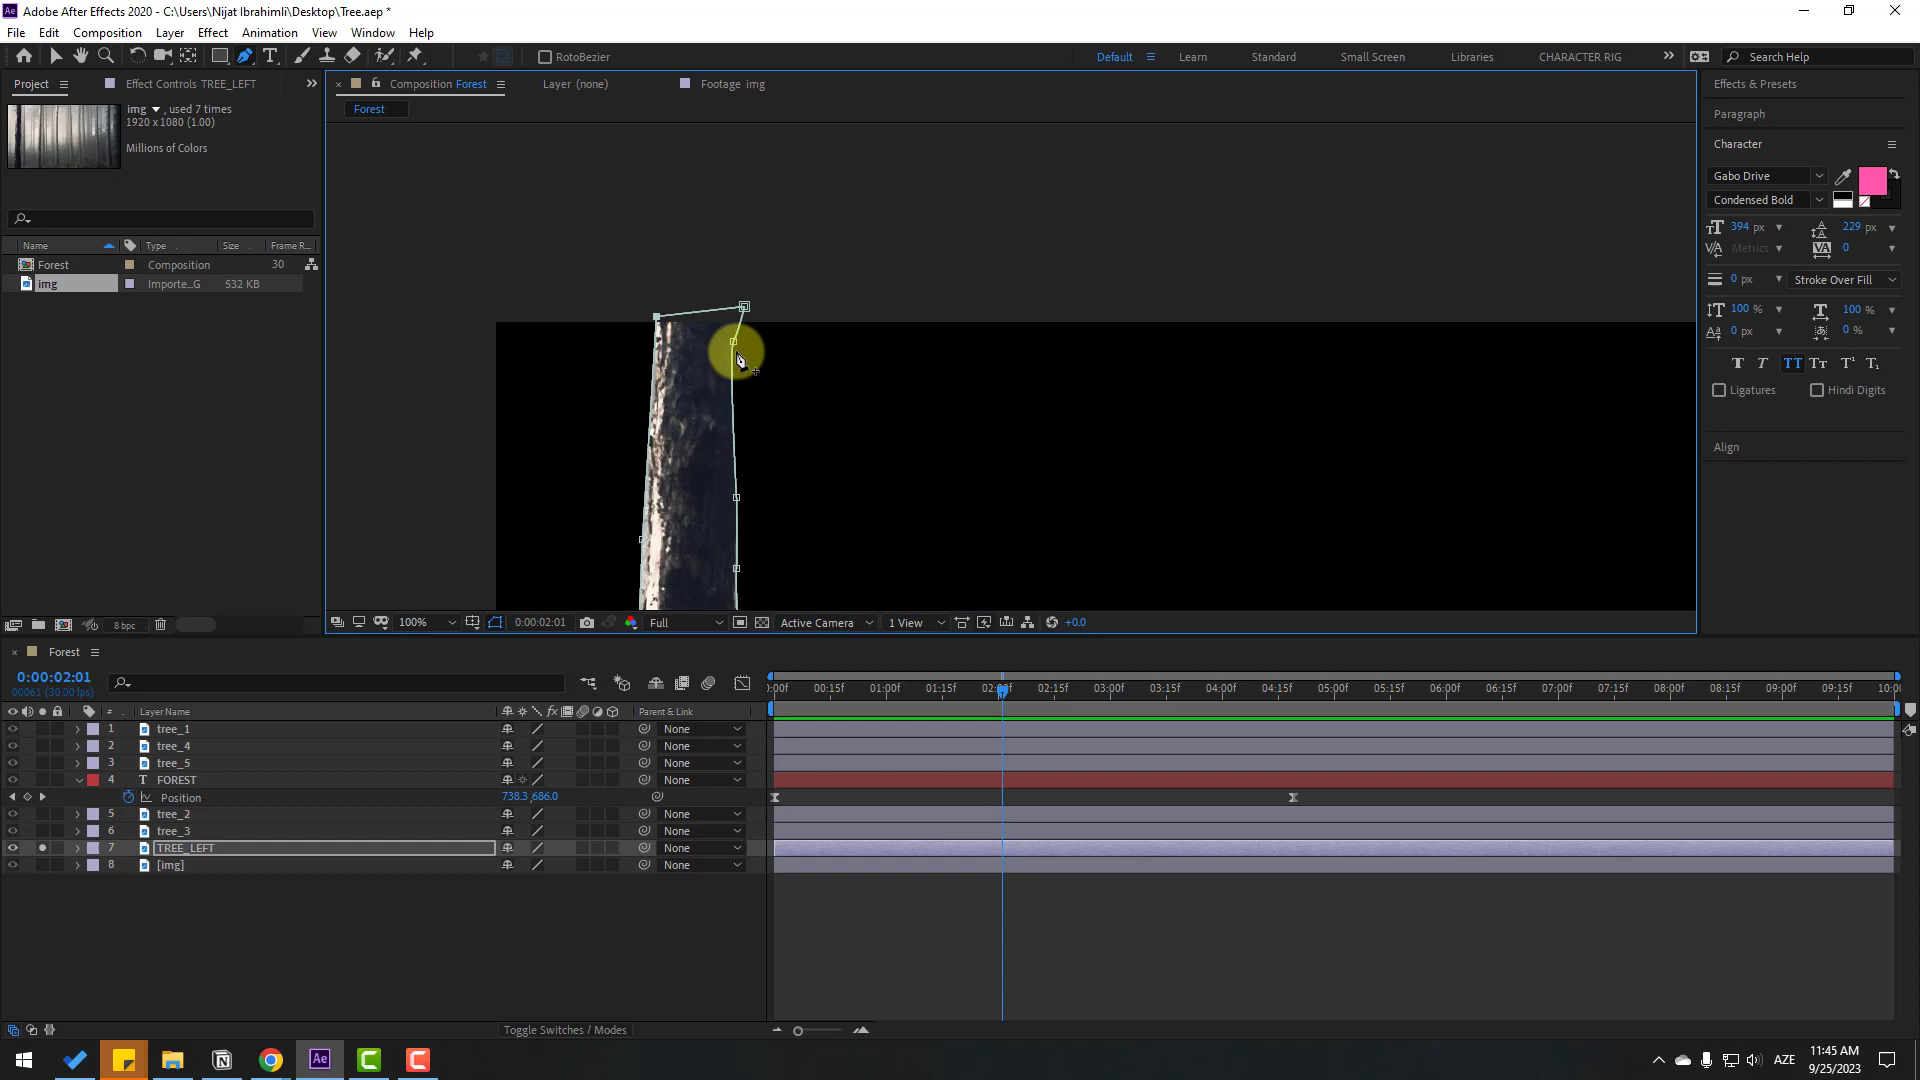 Adobe After Effects 2020 - C:\Users\Nijat Ibrahimli\Desktop\Tree.aep *
File Edit Composition Layer Effect Animation View Window Help
RotoBezier
Default Learn Standard Small Screen Libraries CHARACTER RIG Search Help
Project Effect Controls TREE_LEFT
Composition Forest Layer (none) Footage img
Forest
img, used 7 times
1920 x 1080 (1.00)
Millions of Colors
Name Type Size Frame R...
Forest Composition 30
img Importe...G 532 KB
8 bpc
100% 0:00:02:01 Full Active Camera 1 View +0.0
Effects & Presets
Paragraph
Character
Gabo Drive
Condensed Bold
394 px 229 px
Metrics 0
0 px Stroke Over Fill
100 % 100 %
0 px 0 %
Ligatures Hindi Digits
Align
Forest
0:00:02:01
00061 (30.00 fps)
:00f 00:15f 01:00f 01:15f 02:00f 02:15f 03:00f 03:15f 04:00f 04:15f 05:00f 05:15f 06:00f 06:15f 07:00f 07:15f 08:00f 08:15f 09:00f 09:15f 10:00
# Layer Name Parent & Link
1 tree_1 None
2 tree_4 None
3 tree_5 None
4 T FOREST None
Position 738.3,686.0
5 tree_2 None
6 tree_3 None
7 TREE_LEFT None
8 [img] None
Toggle Switches / Modes
AZE 11:45 AM
9/25/2023